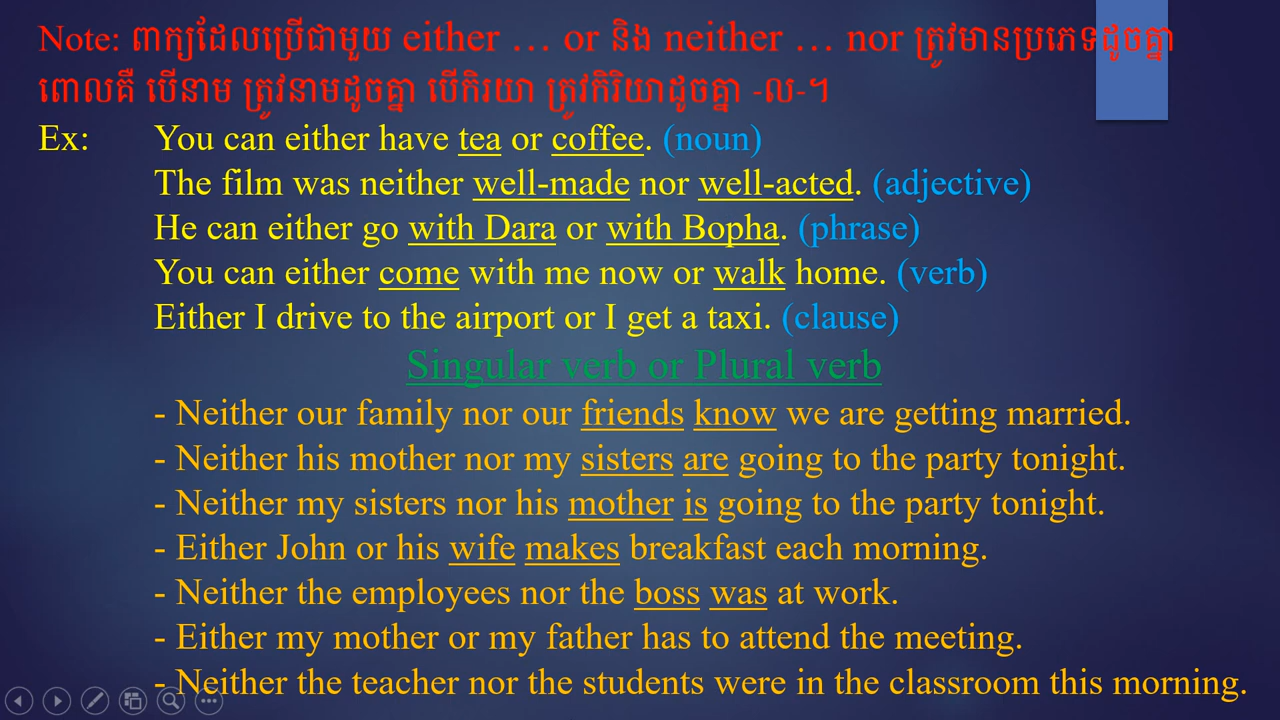 Note: ពាក្យដែលប្រើជាមួយ either … or និង neither … nor ត្រូវមានប្រភេទដូចគ្នា
ពោលគឺ បើនាម ត្រូវនាមដូចគ្នា បើកិរយា ត្រូវកិរិយាដូចគ្នា -ល-។
Ex: You can either have tea or coffee. (noun)
The film was neither well-made nor well-acted. (adjective)
He can either go with Dara or with Bopha. (phrase)
You can either come with me now or walk home. (verb)
Either I drive to the airport or I get a taxi. (clause)
Singular verb or Plural verb
- Neither our family nor our friends know we are getting married.
- Neither his mother nor my sisters are going to the party tonight.
- Neither my sisters nor his mother is going to the party tonight.
- Either John or his wife makes breakfast each morning.
- Neither the employees nor the boss was at work.
- Either my mother or my father has to attend the meeting.
- Neither the teacher nor the students were in the classroom this morning.